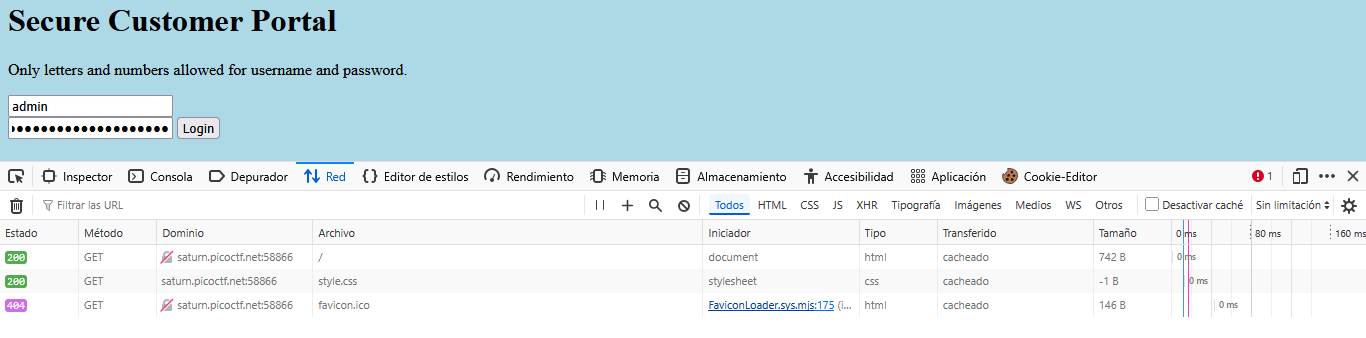 Secure Customer Portal
Only letters and numbers allowed for username and password.
admin
●●●●●●●●●●●●●●●●●●●● Login
Inspector Consola Depurador Red Editor de estilos Rendimiento Memoria Almacenamiento Accesibilidad Aplicación Cookie-Editor 1
Filtrar las URL Todos HTML CSS JS XHR Tipografía Imágenes Medios WS Otros Desactivar caché Sin limitación
Estado Método Dominio Archivo Iniciador Tipo Transferido Tamaño 0 ms 80 ms 160 ms
200 GET saturn.picoctf.net:58866 / document html cacheado 742 B 0 ms
200 GET saturn.picoctf.net:58866 style.css stylesheet css cacheado -1 B 0 ms
404 GET saturn.picoctf.net:58866 favicon.ico FaviconLoader.sys.mjs:175 (i... html cacheado 146 B 0 ms